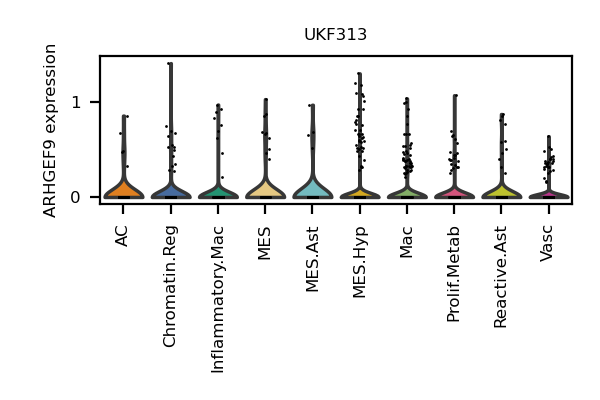 UKF313
ARHGEF9 expression
1
0
AC
Chromatin.Reg
Inflammatory.Mac
MES
MES.Ast
MES.Hyp
Mac
Prolif.Metab
Reactive.Ast
Vasc